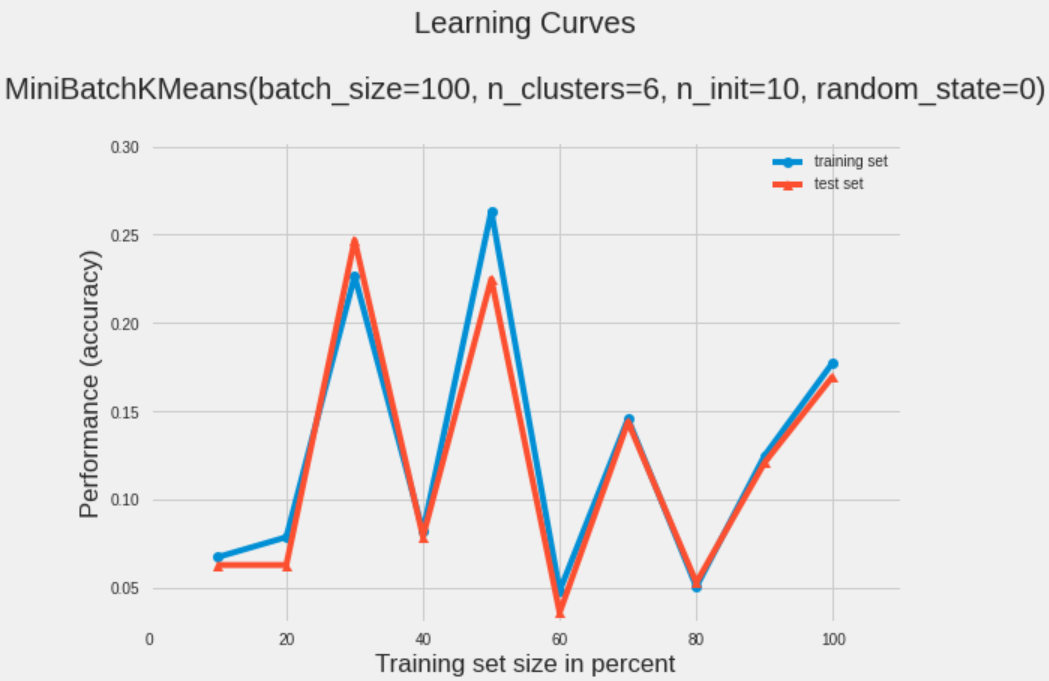 Learning Curves
MiniBatchKMeans(batch_size=100, n_clusters=6, n_init=10, random_state=0)
0.30
training set
test set
0.25
0.20
0.15
0.10
0.05
Performance (accuracy)
0 20 40 60 80 100
Training set size in percent